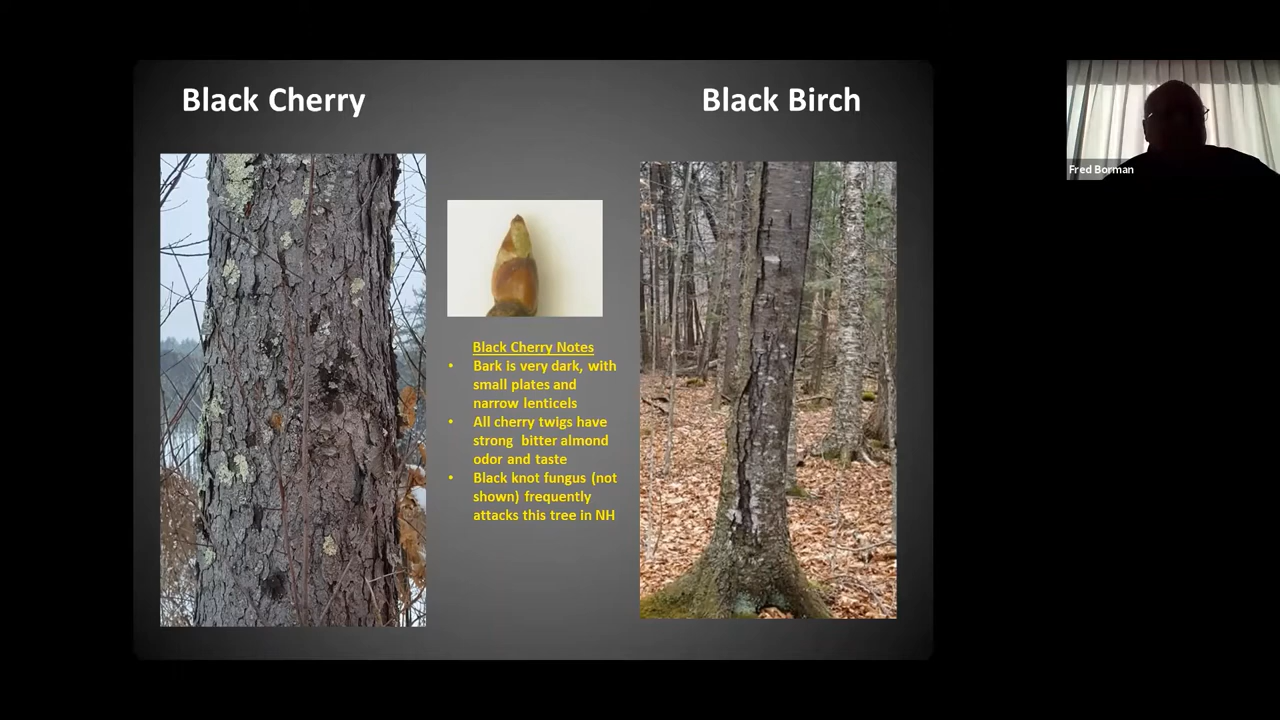 Black Cherry
Black Birch
Fred Borman
Black Cherry Notes
• Bark is very dark, with
small plates and
narrow lenticels
• All cherry twigs have
strong bitter almond
odor and taste
• Black knot fungus (not
shown) frequently
attacks this tree in NH